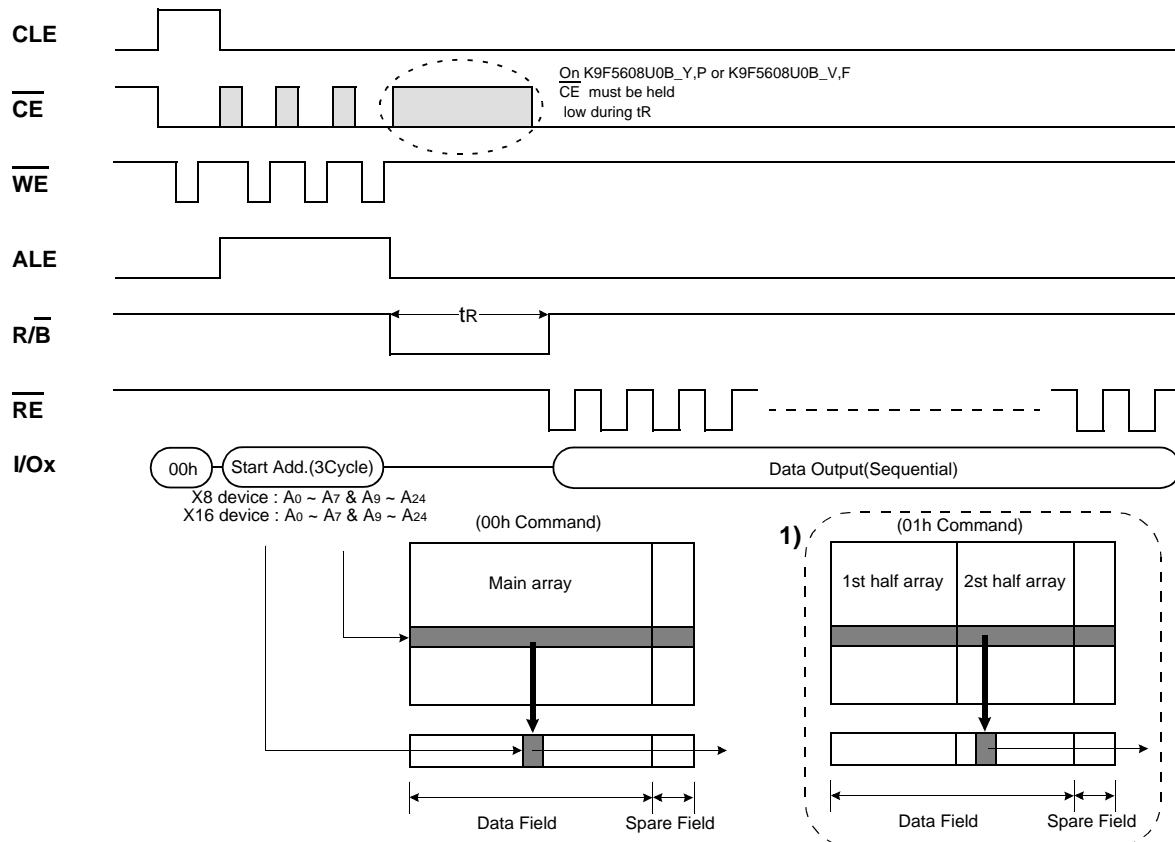 CLE
CE
On K9F5608U0B_Y,P or K9F5608U0B_V,F
CE must be held
low during tR
WE
ALE
R/B
tR
RE
I/Ox
00h
Start Add.(3Cycle)
Data Output(Sequential)
X8 device : A0 ~ A7 & A9 ~ A24
X16 device : A0 ~ A7 & A9 ~ A24
(00h Command)
1)
(01h Command)
Main array
1st half array
2st half array
Data Field
Spare Field
Data Field
Spare Field